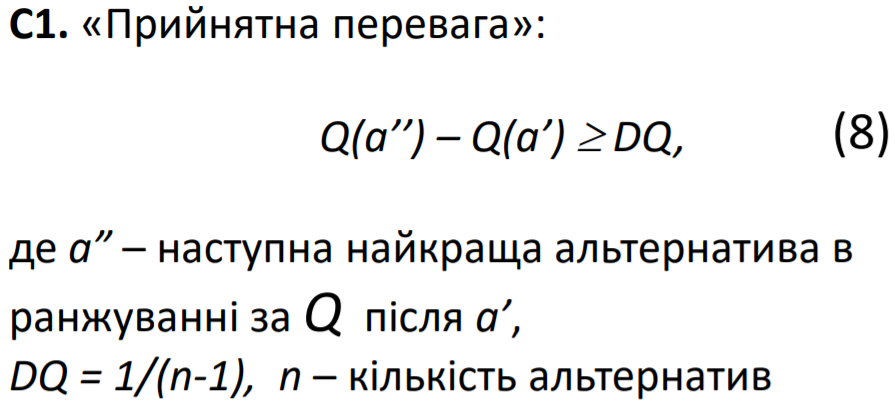 С1. «Прийнятна перевага»:
Q(a’’) – Q(a’) ≥ DQ, (8)
де a” – наступна найкраща альтернатива в
ранжуванні за Q після a’,
DQ = 1/(n-1), n – кількість альтернатив